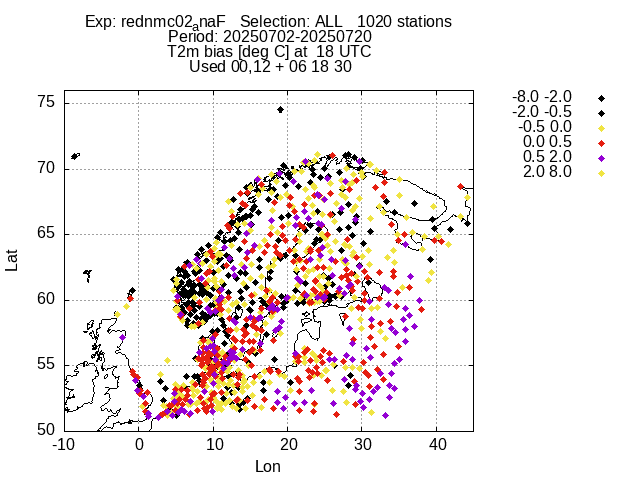 Exp: rednmc02anaF   Selection: ALL   1020 stations
Period: 20250702-20250720
T2m bias [deg C] at  18 UTC
Used 00,12 + 06 18 30
-8.0 -2.0
-2.0 -0.5
-0.5 0.0
0.0 0.5
0.5 2.0
2.0 8.0
75
70
65
60
55
50
Lat
-10 0 10 20 30 40
Lon